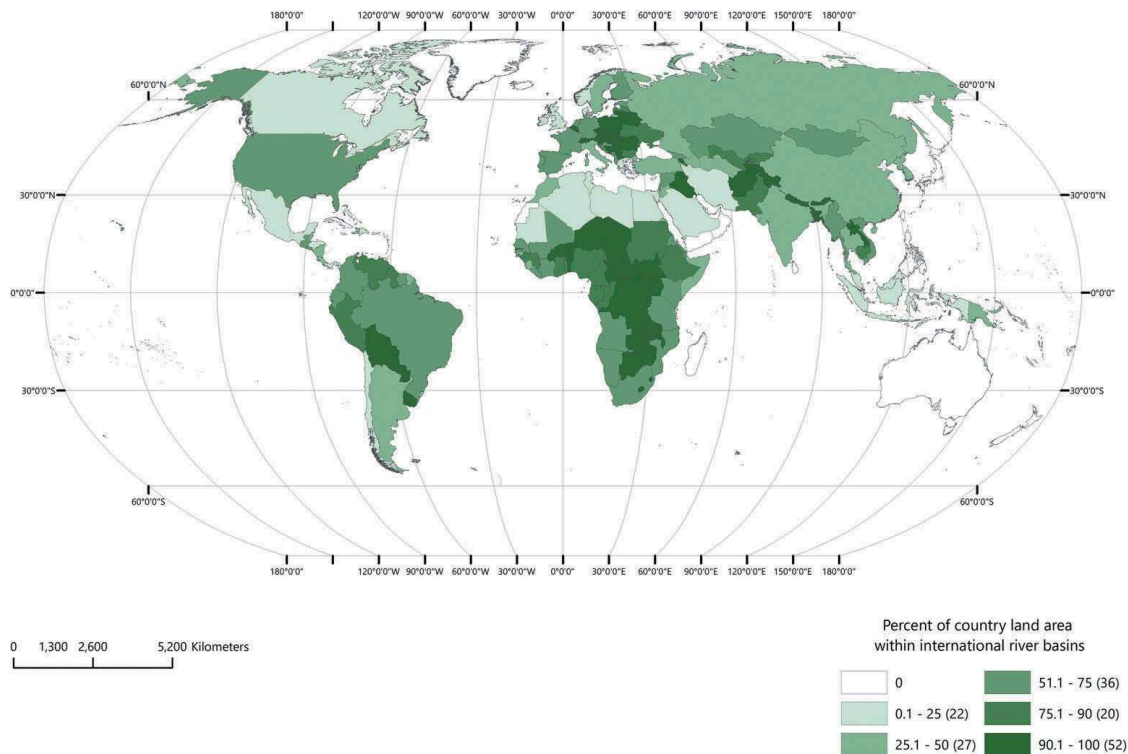 180°0'0" 120°0'0"W 90°0'0"W 60°0'0"W 30°0'0"W 0°0'0" 30°0'0"E 60°0'0"E 90°0'0"E 120°0'0"E 150°0'0"E 180°0'0"
60°0'0"N 60°0'0"N
30°0'0"N 30°0'0"N
0°0'0" 0°0'0"
30°0'0"S 30°0'0"S
60°0'0"S 60°0'0"S
180°0'0" 120°0'0"W 90°0'0"W 60°0'0"W 30°0'0"W 0°0'0" 30°0'0"E 60°0'0"E 90°0'0"E 120°0'0"E 150°0'0"E 180°0'0"
0 1,300 2,600 5,200 Kilometers
Percent of country land area
within international river basins
0 51.1 - 75 (36)
0.1 - 25 (22) 75.1 - 90 (20)
25.1 - 50 (27) 90.1 - 100 (52)